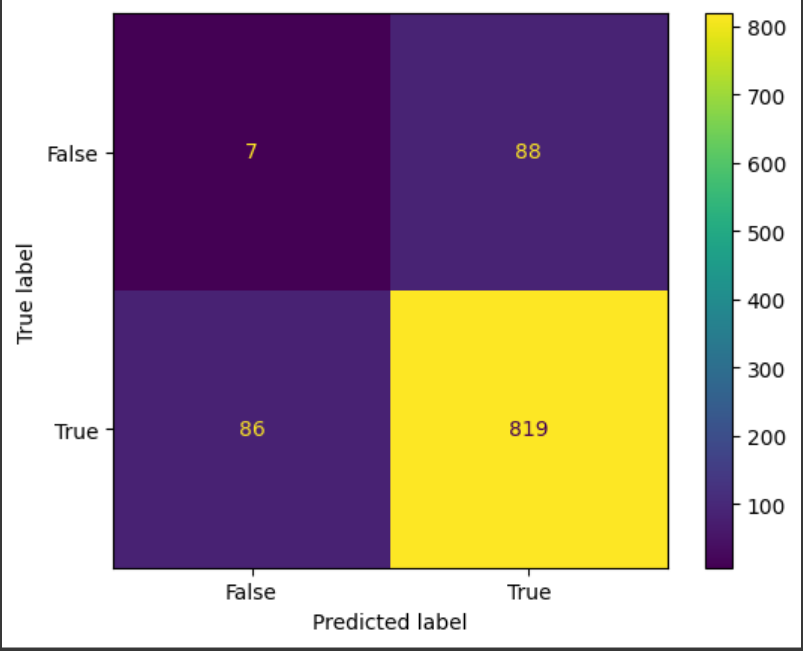 True label
False
True
7
88
86
819
False
True
Predicted label
800
700
600
500
400
300
200
100